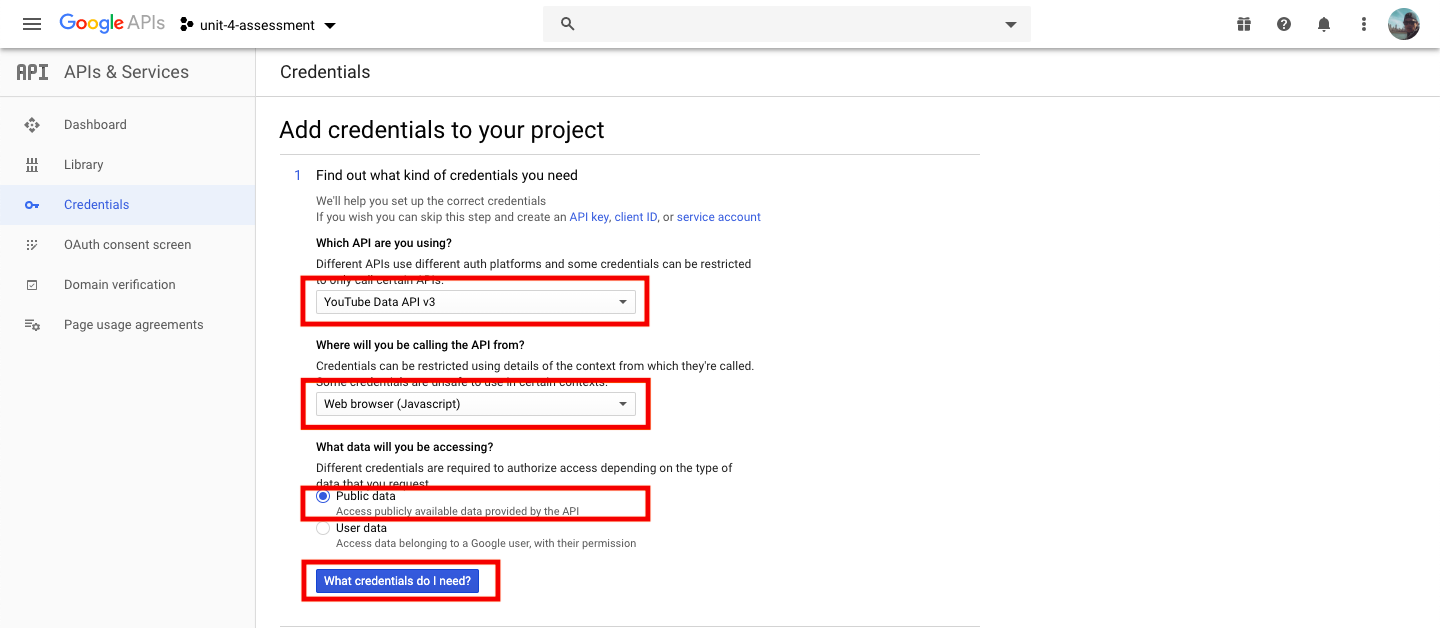 Google APIs
unit-4-assessment
API APIs & Services
Credentials
Dashboard
Library
Credentials
OAuth consent screen
Domain verification
Page usage agreements
Add credentials to your project
1 Find out what kind of credentials you need
We'll help you set up the correct credentials
If you wish you can skip this step and create an API key, client ID, or service account
Which API are you using?
Different APIs use different auth platforms and some credentials can be restricted
to only call certain APIs.
YouTube Data API v3
Where will you be calling the API from?
Credentials can be restricted using details of the context from which they're called.
Some credentials are unsafe to use in certain contexts.
Web browser (Javascript)
What data will you be accessing?
Different credentials are required to authorize access depending on the type of
data that you request.
Public data
Access publicly available data provided by the API
User data
Access data belonging to a Google user, with their permission
What credentials do I need?